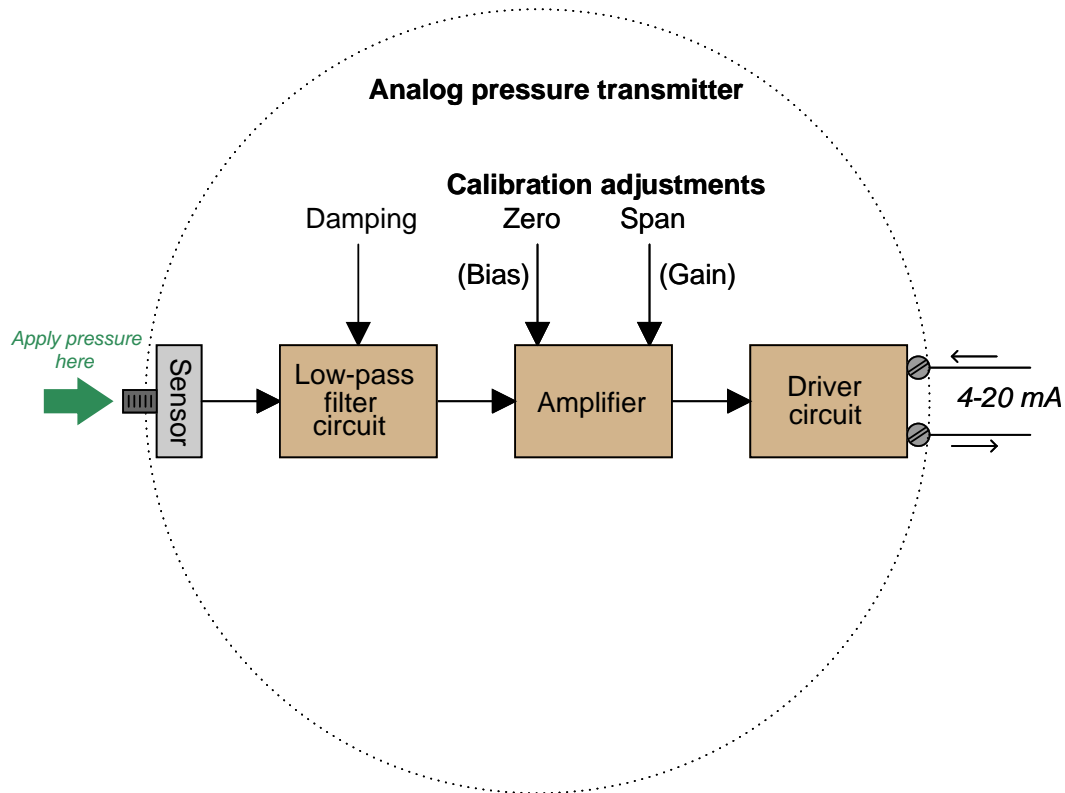 Analog pressure transmitter
Calibration adjustments
Damping
Zero
Span
(Bias)
(Gain)
Apply pressure
here
Sensor
Low-pass
filter
circuit
Amplifier
Driver
circuit
4-20 mA